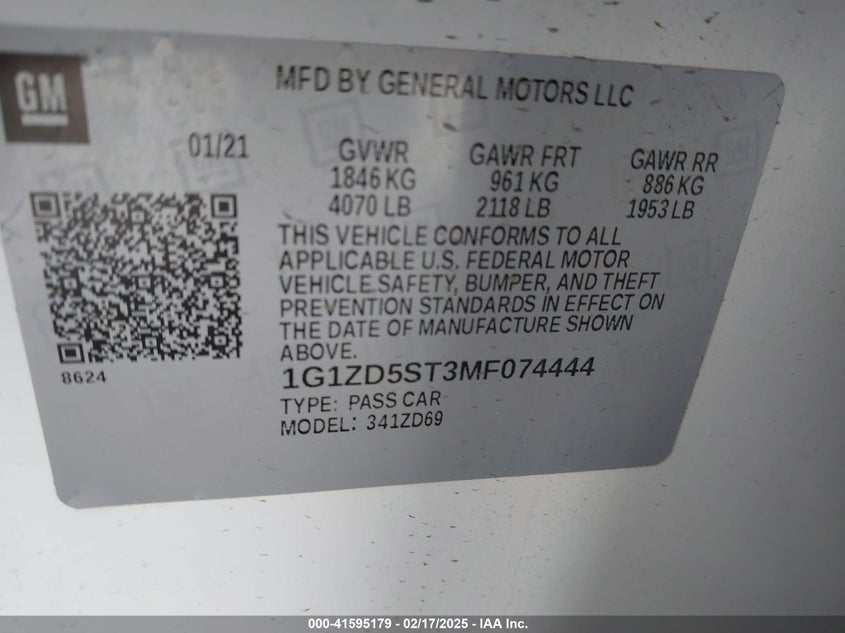 GM
MFD BY GENERAL MOTORS LLC
01/21
GVWR
1846 KG
4070 LB
GAWR FRT
961 KG
2118 LB
GAWR RR
886 KG
1953 LB
THIS VEHICLE CONFORMS TO ALL
APPLICABLE U.S. FEDERAL MOTOR
VEHICLE SAFETY, BUMPER, AND THEFT
PREVENTION STANDARDS IN EFFECT ON
THE DATE OF MANUFACTURE SHOWN
ABOVE.
8624
1G1ZD5ST3MF074444
TYPE: PASS CAR
MODEL: 341ZD69
000-41595179 - 02/17/2025 - IAA Inc.